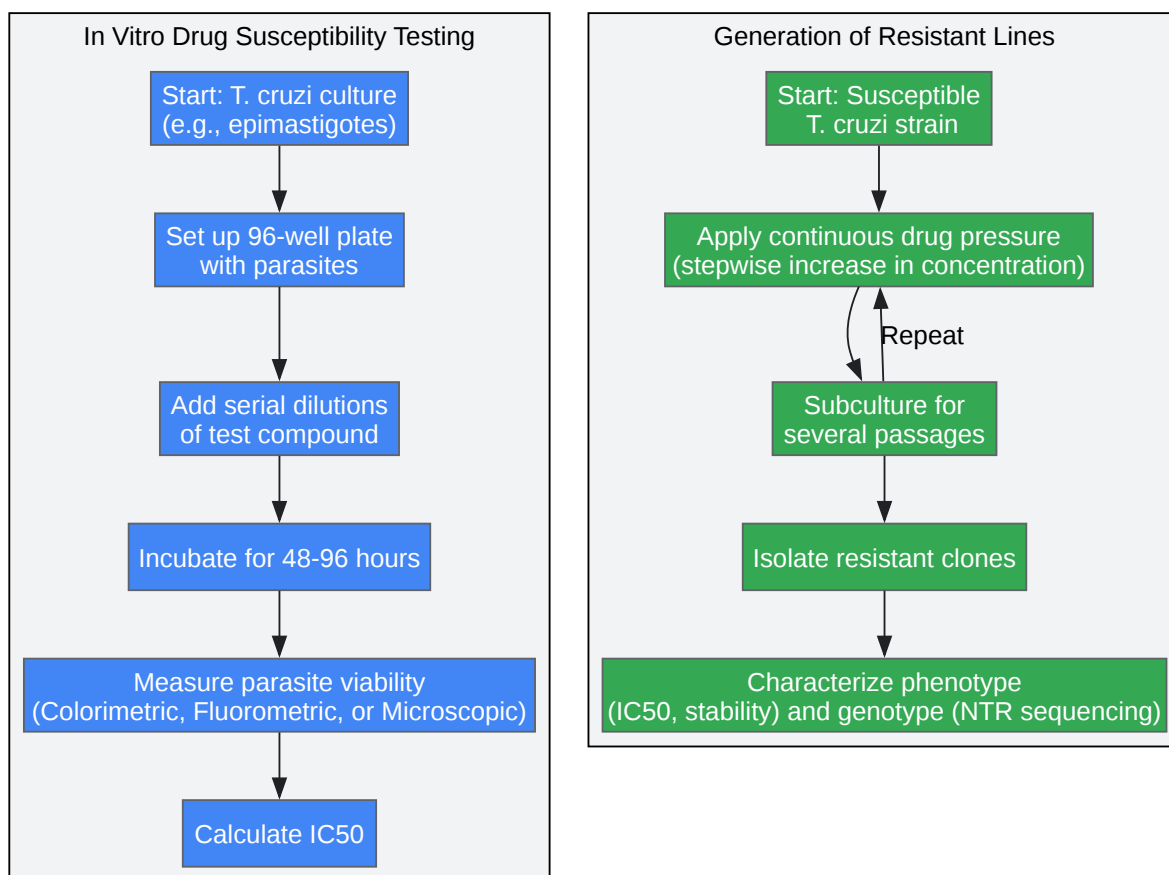 In Vitro Drug Susceptibility Testing
Start: T. cruzi culture
(e.g., epimastigotes)
Set up 96-well plate
with parasites
Add serial dilutions
of test compound
Incubate for 48-96 hours
Measure parasite viability
(Colorimetric, Fluorometric, or Microscopic)
Calculate IC50
Generation of Resistant Lines
Start: Susceptible
T. cruzi strain
Apply continuous drug pressure
(stepwise increase in concentration)
Repeat
Subculture for
several passages
Isolate resistant clones
Characterize phenotype
(IC50, stability) and genotype (NTR sequencing)